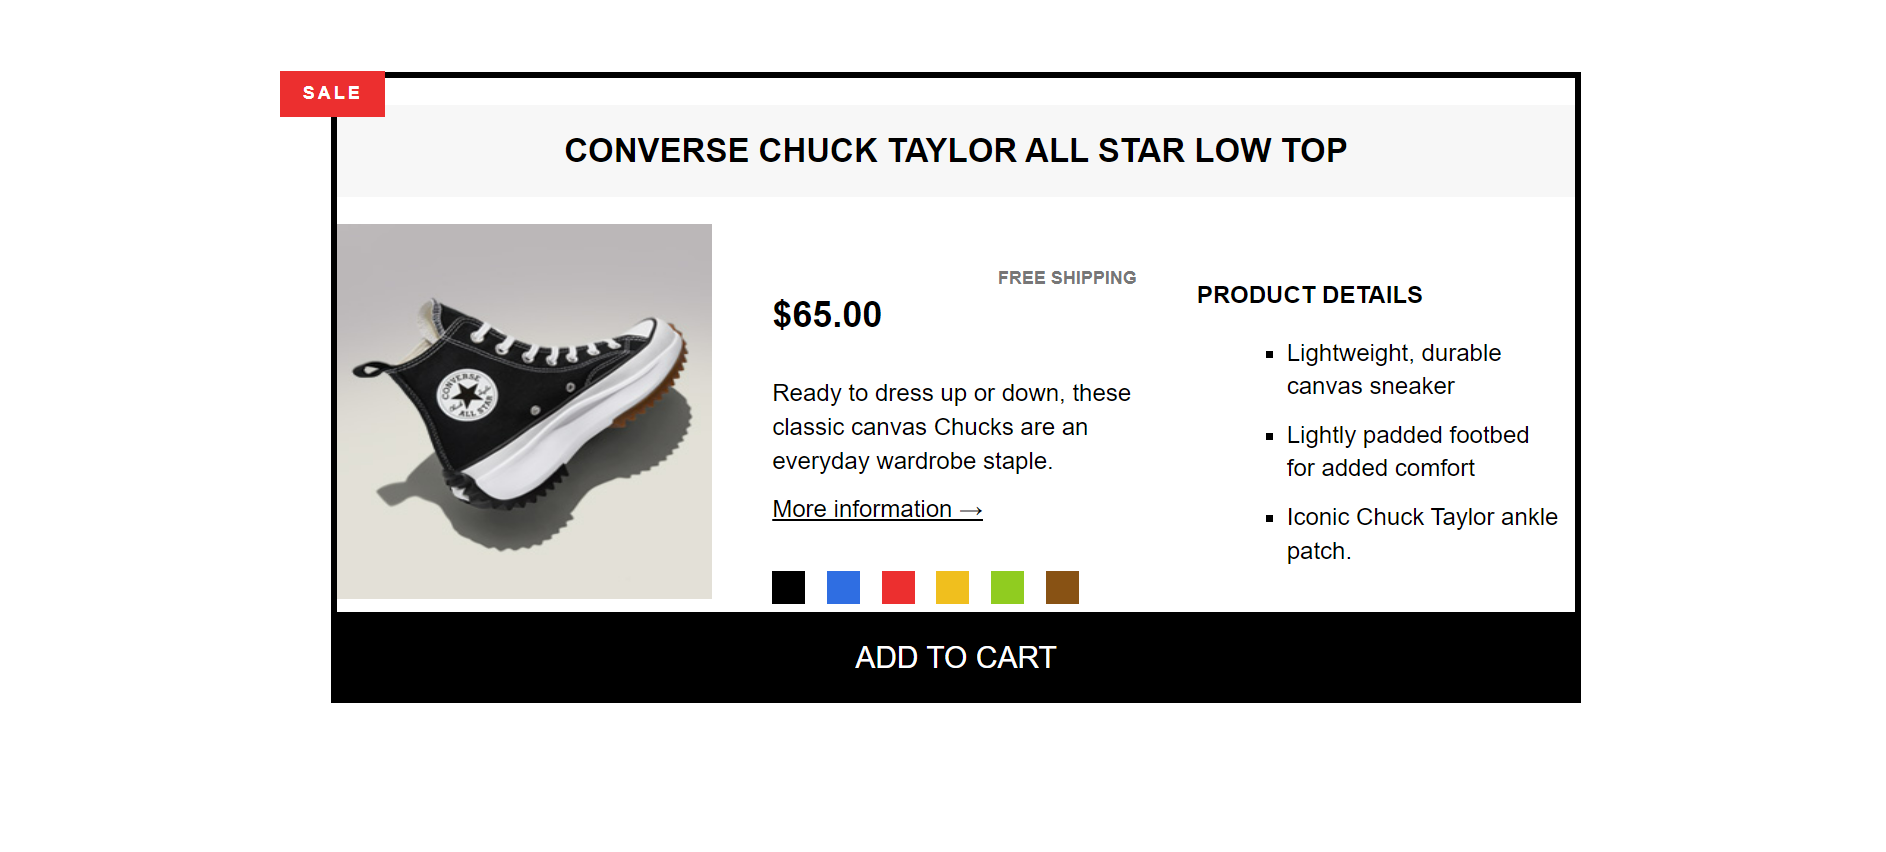 SALE
CONVERSE CHUCK TAYLOR ALL STAR LOW TOP
CONVERSE
ALL STAR
FREE SHIPPING
$65.00
Ready to dress up or down, these
classic canvas Chucks are an
everyday wardrobe staple.
More information →
PRODUCT DETAILS
Lightweight, durable
canvas sneaker
Lightly padded footbed
for added comfort
Iconic Chuck Taylor ankle
patch.
ADD TO CART